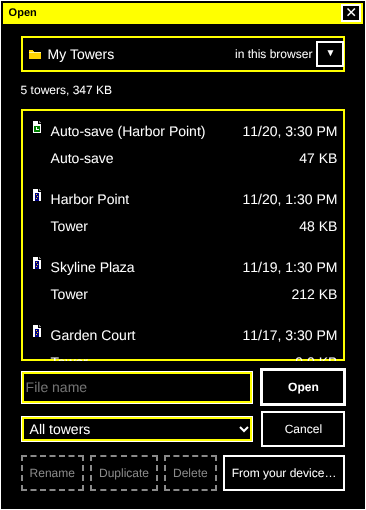 Open
My Towers in this browser
5 towers, 347 KB
Auto-save (Harbor Point) 11/20, 3:30 PM
Auto-save 47 KB
Harbor Point 11/20, 1:30 PM
Tower 48 KB
Skyline Plaza 11/19, 1:30 PM
Tower 212 KB
Garden Court 11/17, 3:30 PM
File name Open
All towers Cancel
Rename Duplicate Delete From your device…